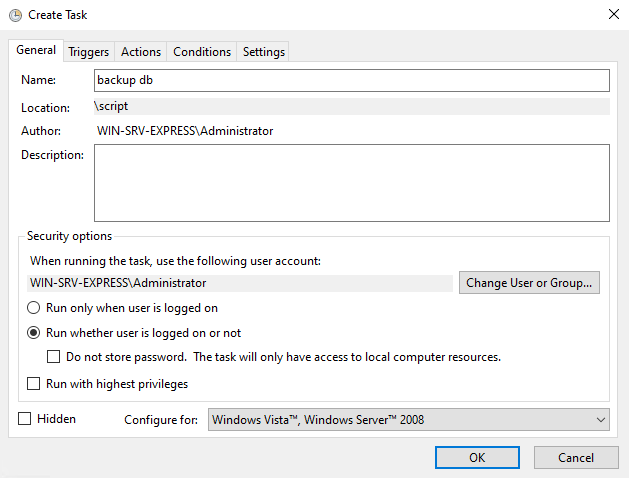 Create Task
General Triggers Actions Conditions Settings
Name: backup db
Location: \script
Author: WIN-SRV-EXPRESS\Administrator
Description:
Security options
When running the task, use the following user account:
WIN-SRV-EXPRESS\Administrator Change User or Group...
Run only when user is logged on
Run whether user is logged on or not
Do not store password. The task will only have access to local computer resources.
Run with highest privileges
Hidden Configure for: Windows Vista™, Windows Server™ 2008
OK Cancel